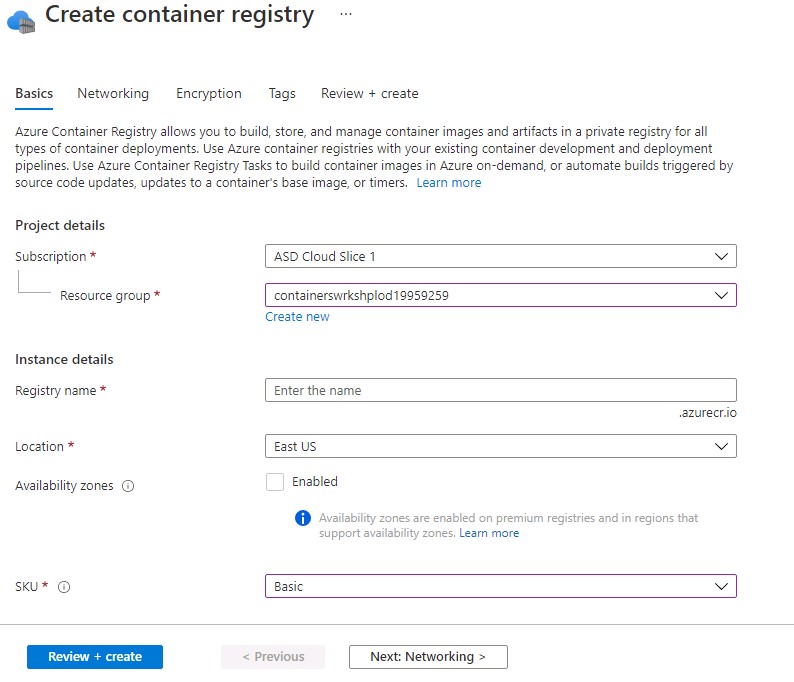 Create container registry ...
Basics Networking Encryption Tags Review + create
Azure Container Registry allows you to build, store, and manage container images and artifacts in a private registry for all
types of container deployments. Use Azure container registries with your existing container development and deployment
pipelines. Use Azure Container Registry Tasks to build container images in Azure on-demand, or automate builds triggered by
source code updates, updates to a container's base image, or timers. Learn more
Project details
Subscription * ASD Cloud Slice 1
Resource group * containerswrkshplod19959259
Create new
Instance details
Registry name * Enter the name
.azurecr.io
Location * East US
Availability zones Enabled
Availability zones are enabled on premium registries and in regions that
support availability zones. Learn more
SKU * Basic
Review + create < Previous Next: Networking >